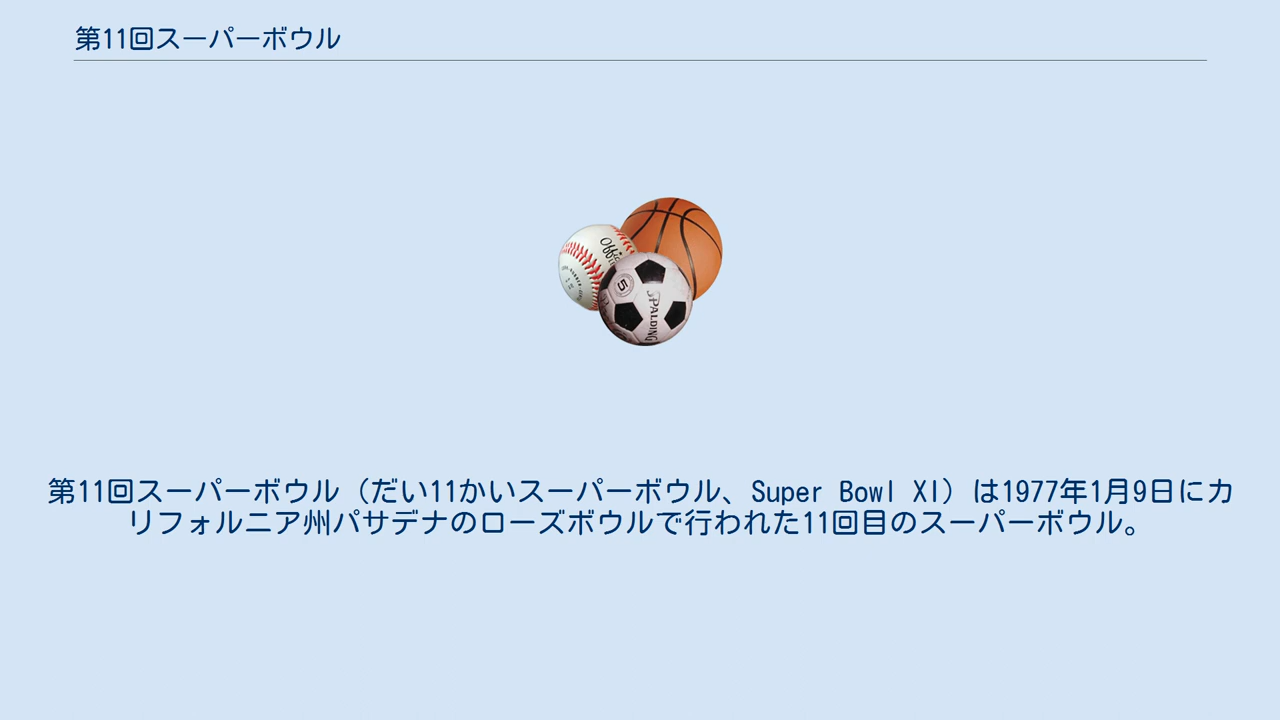 第11回スーパーボウル
SPALDING
5
第11回スーパーボウル（だい11かいスーパーボウル、Super Bowl XI）は1977年1月9日にカ
リフォルニア州パサデナのローズボウルで行われた11回目のスーパーボウル。